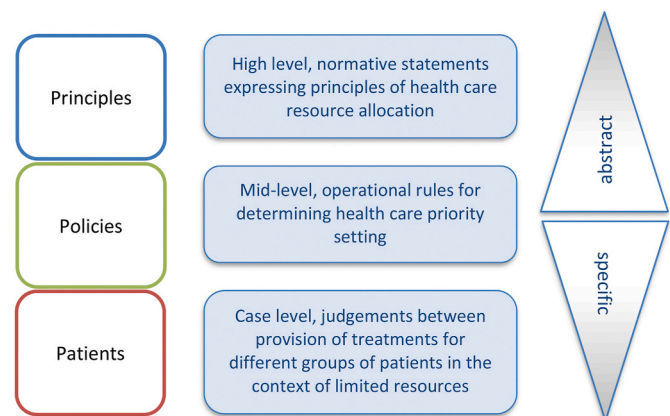 Principles
High level, normative statements
expressing principles of health care
resource allocation
abstract
Policies
Mid-level, operational rules for
determining health care priority
setting
specific
Patients
Case level, judgements between
provision of treatments for
different groups of patients in the
context of limited resources